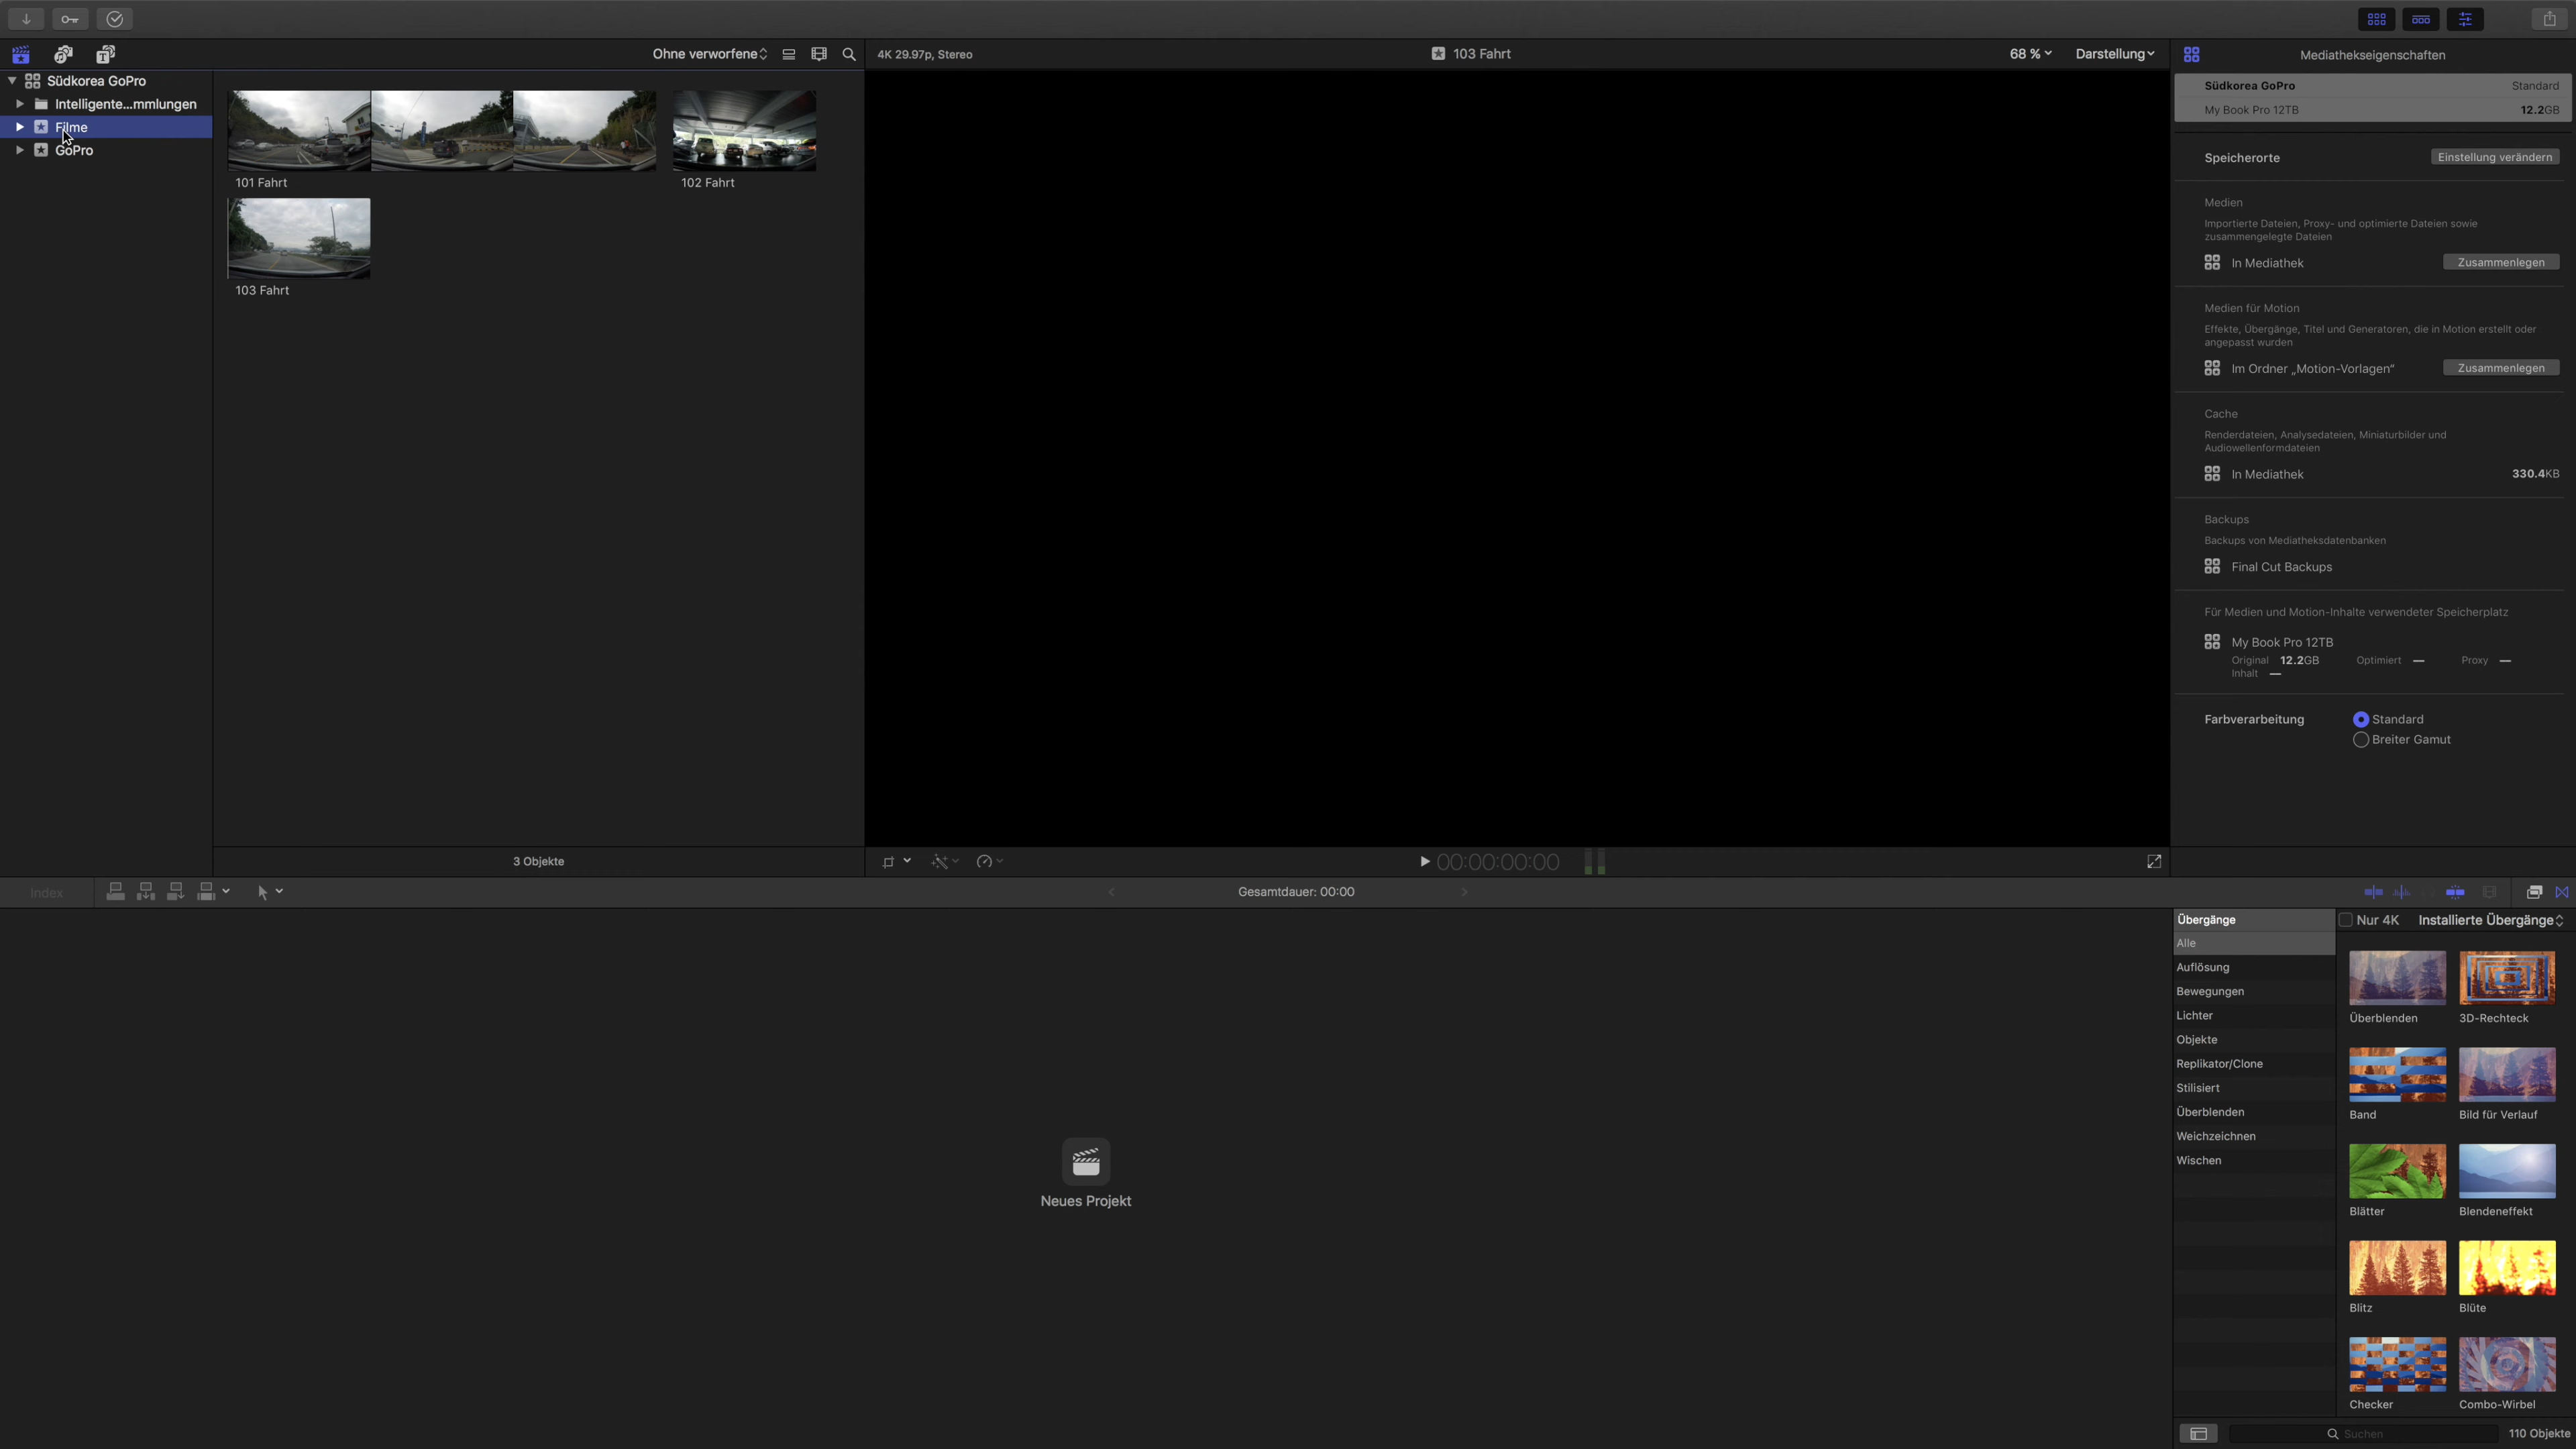 Ohne verworfene
4K 29.97p, Stereo
103 Fahrt
68 %
Darstellung
Mediathekseigenschaften
Südkorea GoPro
Intelligente...mmlungen
Filme
GoPro
101 Fahrt
102 Fahrt
103 Fahrt
3 Objekte
Südkorea GoPro Standard
My Book Pro 12TB 12.2GB
Speicherorte Einstellung verändern
Medien
Importierte Dateien, Proxy- und optimierte Dateien sowie
zusammengelegte Dateien
In Mediathek Zusammenlegen
Medien für Motion
Effekte, Übergänge, Titel und Generatoren, die in Motion erstellt oder
angepasst wurden
Im Ordner „Motion-Vorlagen“ Zusammenlegen
Cache
Renderdateien, Analysedateien, Miniaturbilder und
Audiowellenformdateien
In Mediathek 330.4KB
Backups
Backups von Mediatheksdatenbanken
Final Cut Backups
Für Medien und Motion-Inhalte verwendeter Speicherplatz
My Book Pro 12TB
Original 12.2GB Optimiert — Proxy —
Inhalt —
Farbverarbeitung Standard
Breiter Gamut
00:00:00:00
Index
Gesamtdauer: 00:00
Übergänge
Nur 4K
Installierte Übergänge
Alle
Auflösung
Bewegungen
Lichter
Objekte
Replikator/Clone
Stilisiert
Überblenden
Weichzeichnen
Wischen
Überblenden
3D-Rechteck
Band
Bild für Verlauf
Blätter
Blendeneffekt
Blitz
Blüte
Checker
Combo-Wirbel
Neues Projekt
Suchen
110 Objekte